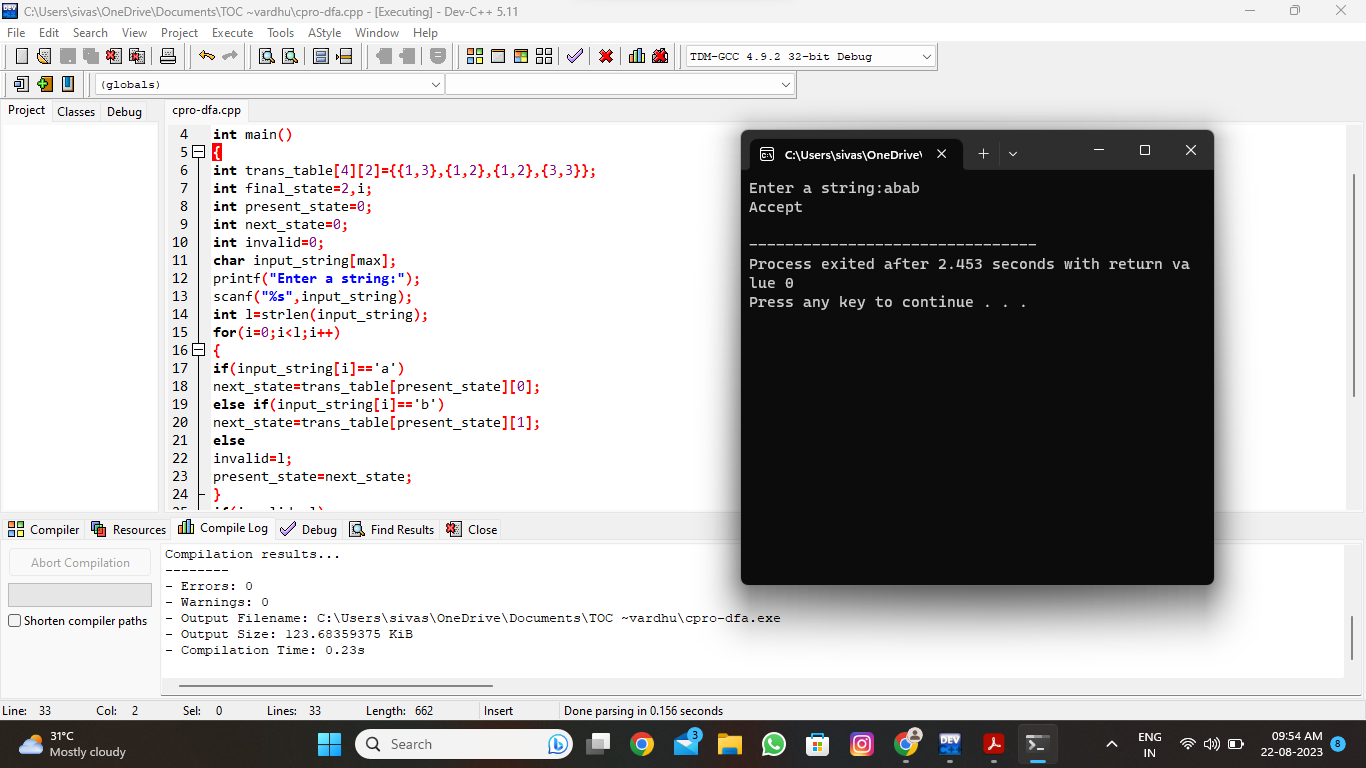 C:\Users\sivas\OneDrive\Documents\TOC ~vardhu\cpro-dfa.cpp - [Executing] - Dev-C++ 5.11
File Edit Search View Project Execute Tools AStyle Window Help
TDM-GCC 4.9.2 32-bit Debug
(globals)
Project Classes Debug
cpro-dfa.cpp
4 int main()
5 {
6 int trans_table[4][2]={{1,3},{1,2},{1,2},{3,3}};
7 int final_state=2,i;
8 int present_state=0;
9 int next_state=0;
10 int invalid=0;
11 char input_string[max];
12 printf("Enter a string:");
13 scanf("%s",input_string);
14 int l=strlen(input_string);
15 for(i=0;i<l;i++)
16 {
17 if(input_string[i]=='a')
18 next_state=trans_table[present_state][0];
19 else if(input_string[i]=='b')
20 next_state=trans_table[present_state][1];
21 else
22 invalid=l;
23 present_state=next_state;
24 }
C:\Users\sivas\OneDrive\
Enter a string:abab
Accept
--------------------------------
Process exited after 2.453 seconds with return va
lue 0
Press any key to continue . . .
Compiler Resources Compile Log Debug Find Results Close
Abort Compilation
Shorten compiler paths
Compilation results...
--------
- Errors: 0
- Warnings: 0
- Output Filename: C:\Users\sivas\OneDrive\Documents\TOC ~vardhu\cpro-dfa.exe
- Output Size: 123.68359375 KiB
- Compilation Time: 0.23s
Line: 33 Col: 2 Sel: 0 Lines: 33 Length: 662 Insert Done parsing in 0.156 seconds
31°C
Mostly cloudy
Search
3
DEV
ENG
IN
09:54 AM
22-08-2023
8